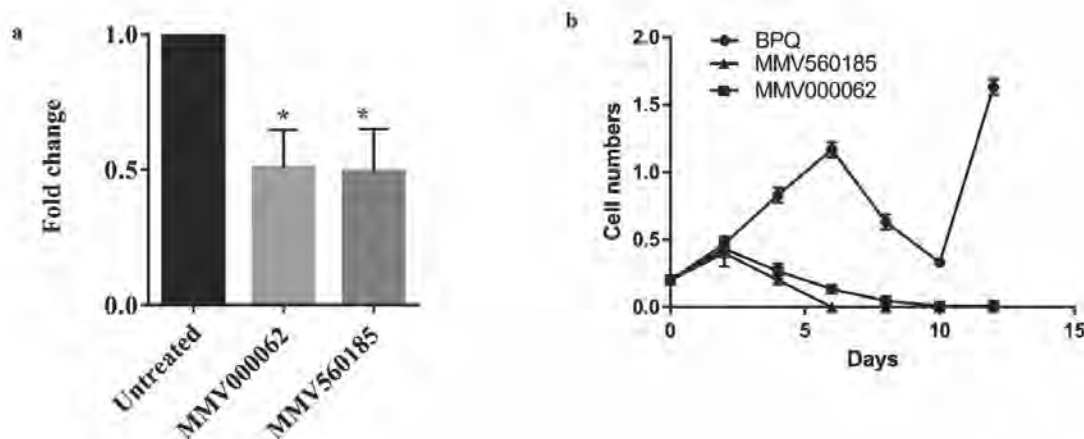 a
Fold change
1.0
0.5
0.0
*
*
Untreated
MMV000062
MMV560185
b
BPQ
MMV560185
MMV000062
Cell numbers
2.0
1.5
1.0
0.5
0.0
0 5 10 15
Days